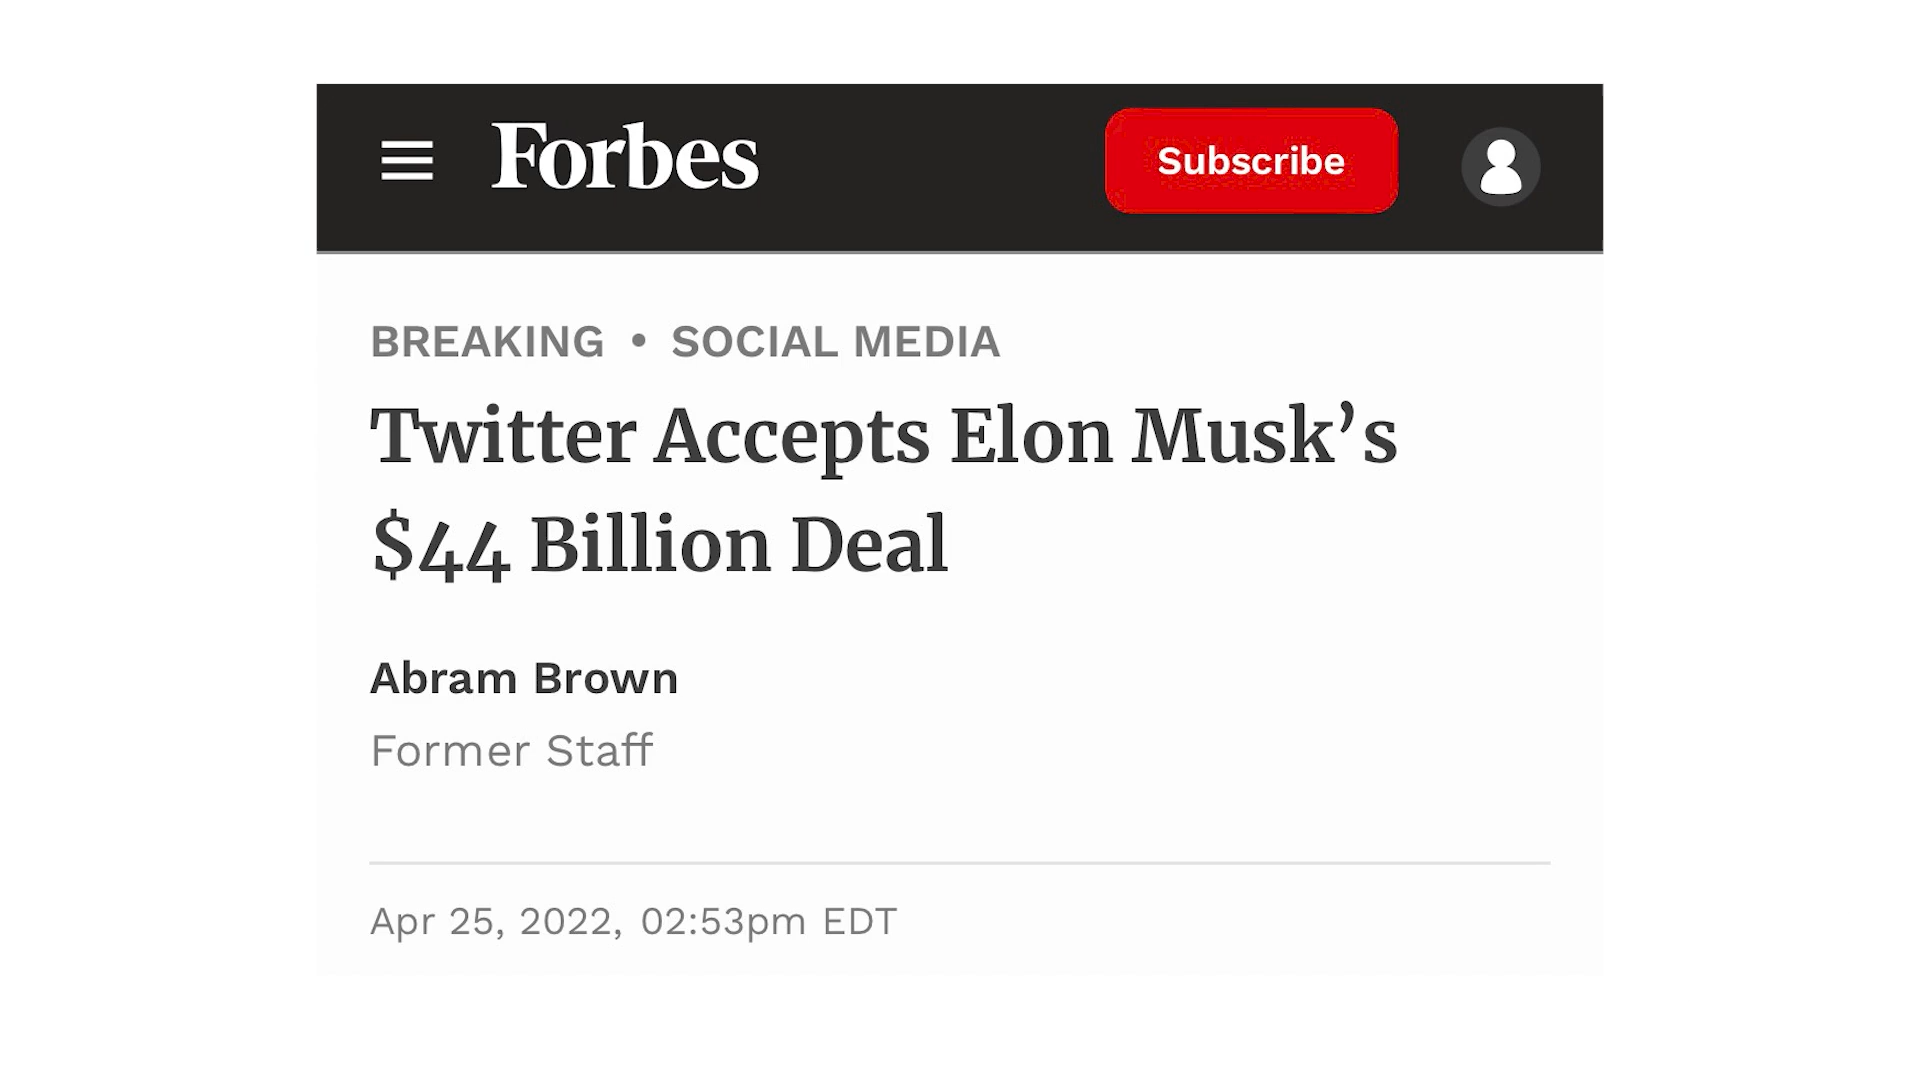 Forbes
Subscribe
BREAKING • SOCIAL MEDIA
Twitter Accepts Elon Musk’s
$44 Billion Deal
Abram Brown
Former Staff
Apr 25, 2022, 02:53pm EDT